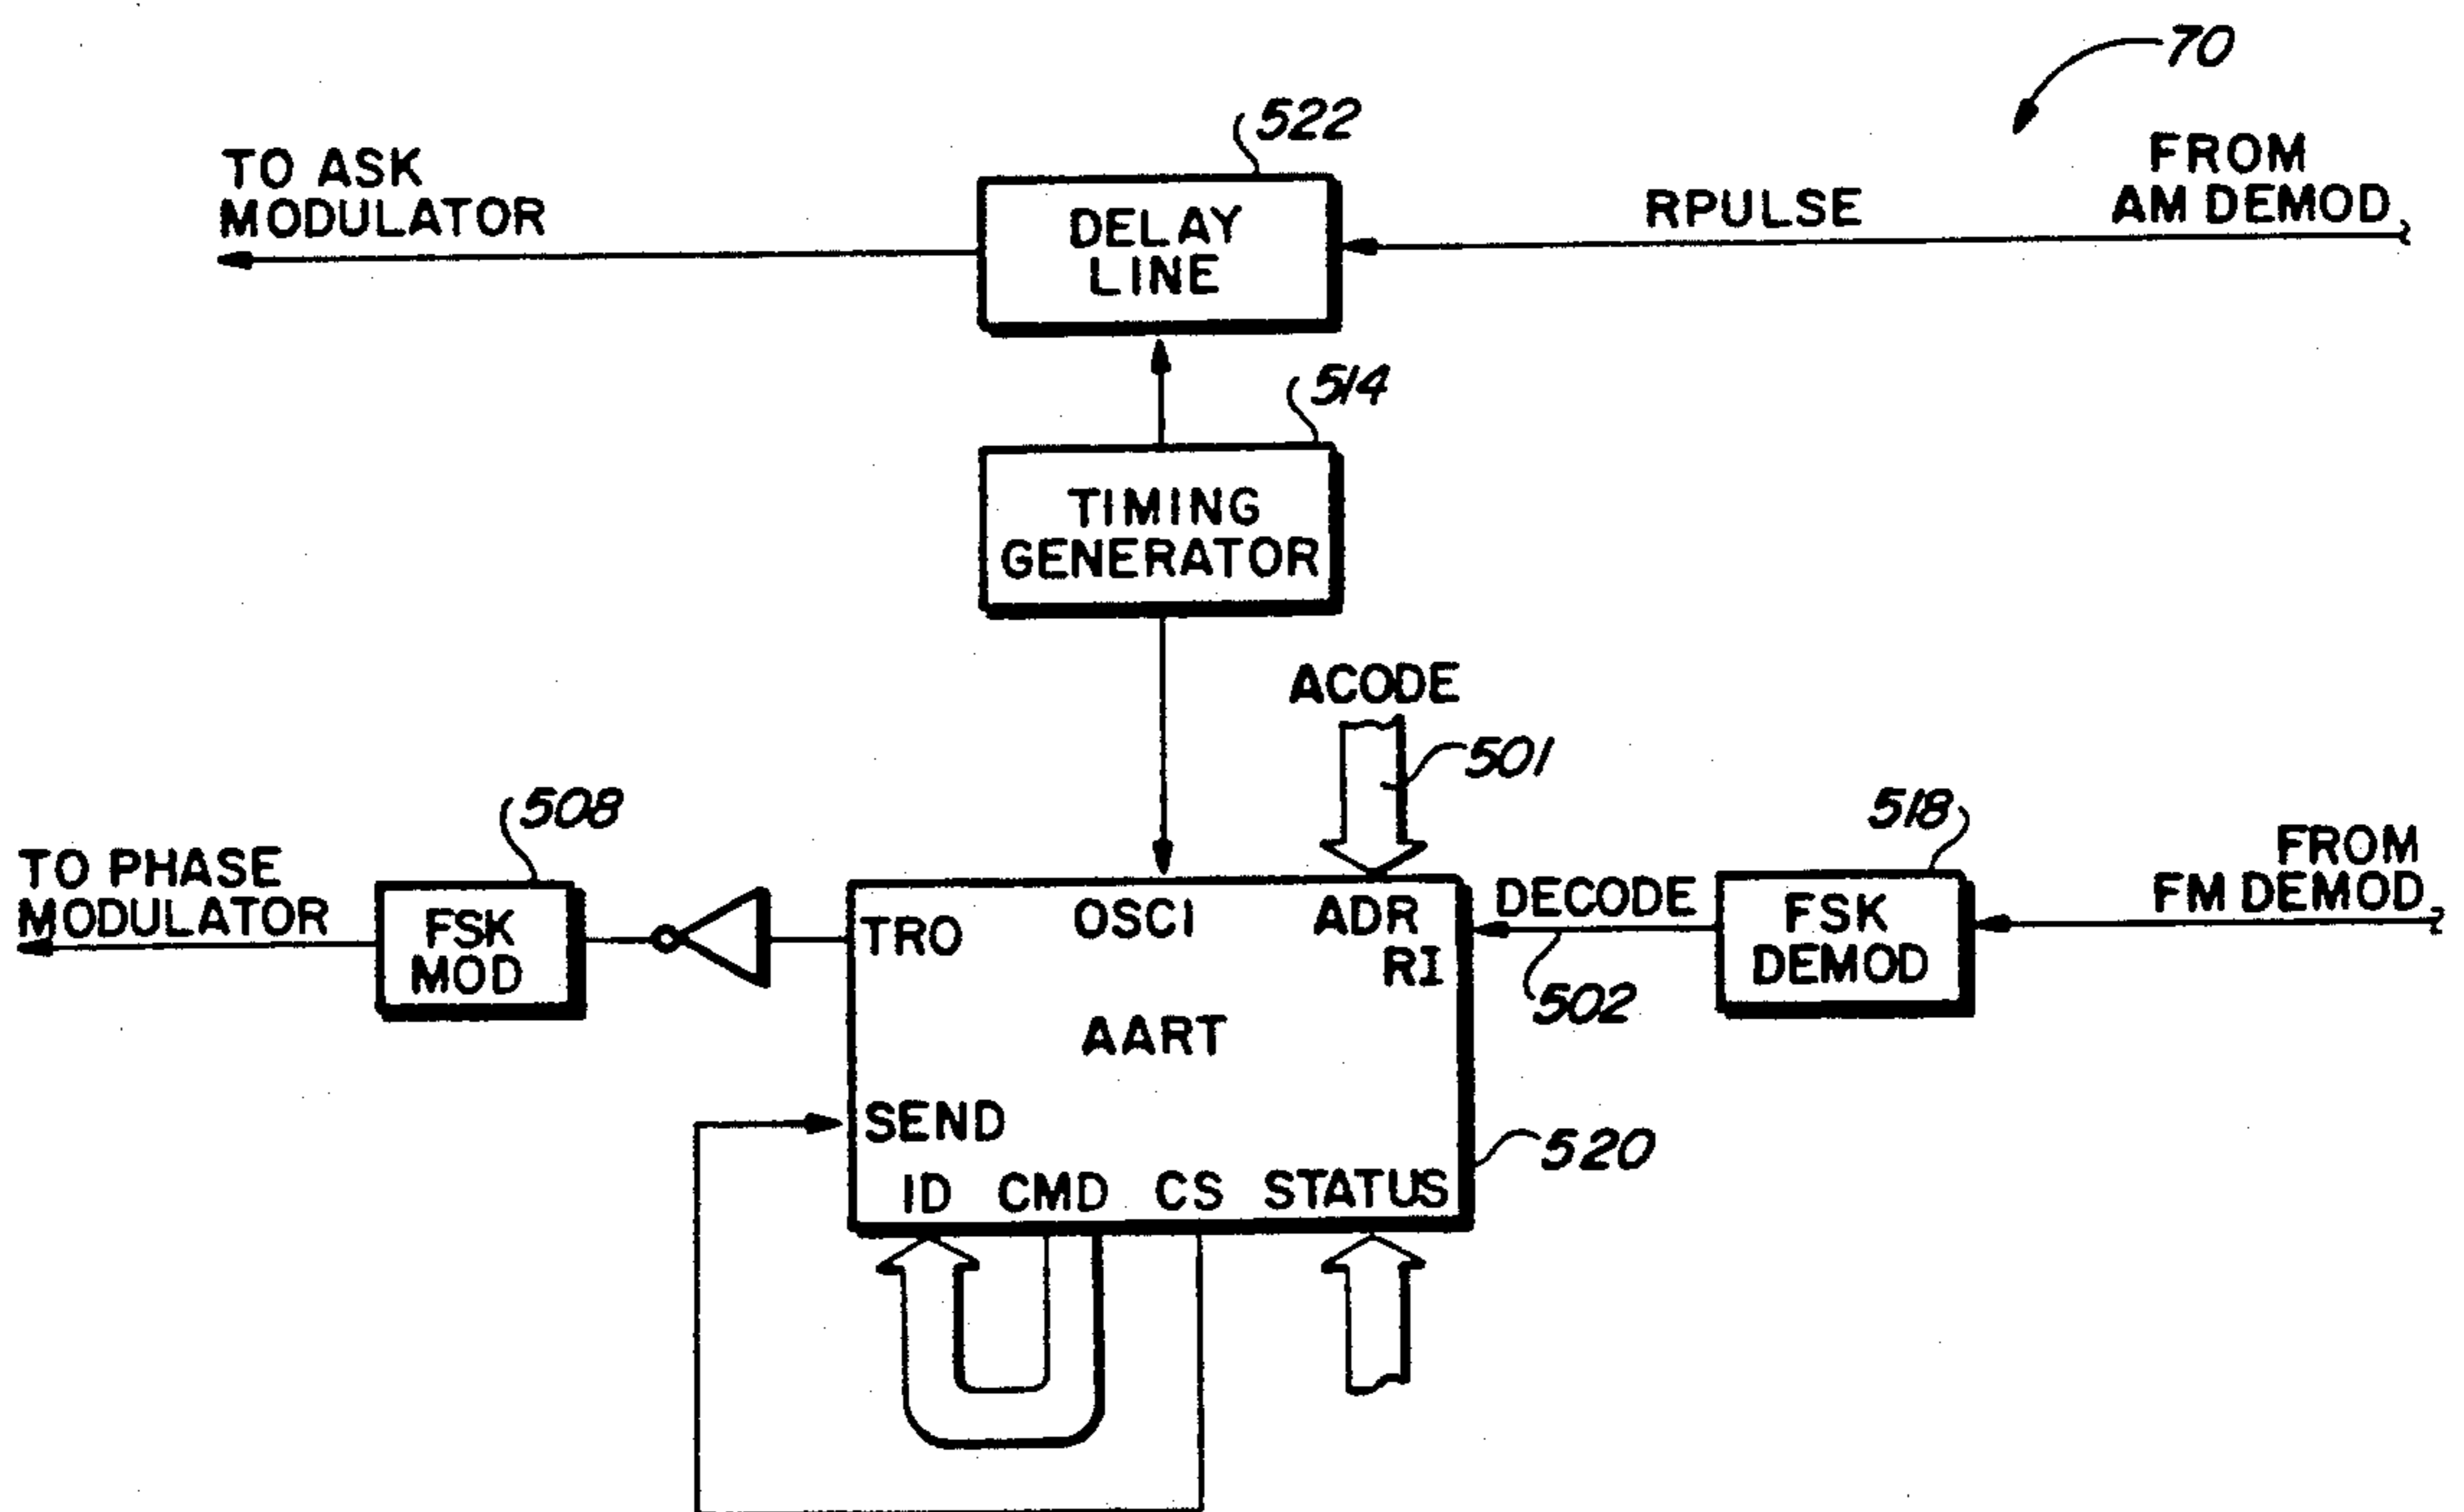 70
522
TO ASK
MODULATOR
DELAY
LINE
RPULSE
FROM
AM DEMOD
514
TIMING
GENERATOR
ACODE
501
508
518
TO PHASE
MODULATOR
FSK
MOD
TRO
OSCI
ADR
RI
DECODE
502
FSK
DEMOD
FROM
FM DEMOD
AART
SEND
520
ID CMD CS STATUS